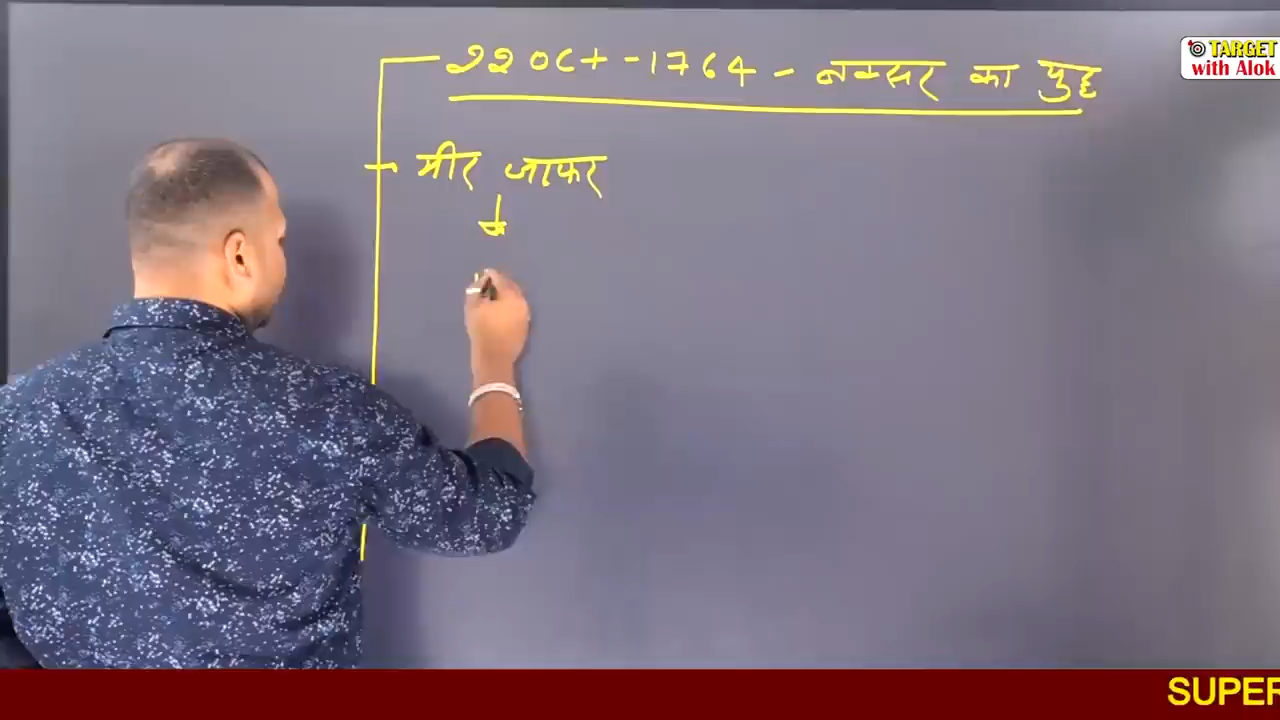 22 Oct - 1764 - बक्सर का युद्ध
मीर जाफर
TARGET
with Alok
SUPER